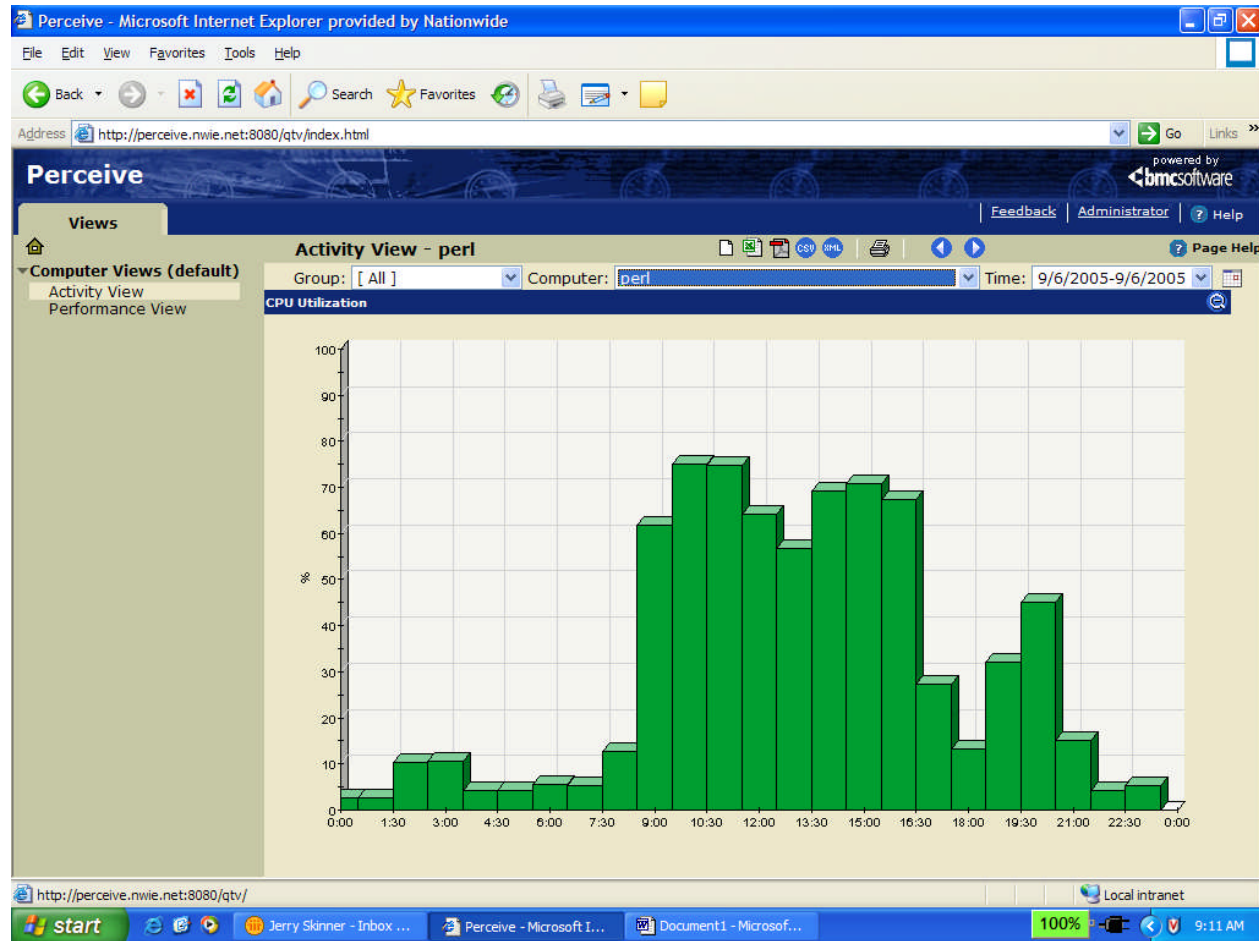 Perceive - Microsoft Internet Explorer provided by Nationwide
File Edit View Favorites Tools Help
Back Search Favorites
Address http://perceive.nwie.net:8080/qtv/index.html Go Links »
Perceive
powered by
bmcsoftware
Views
Feedback Administrator ? Help
Activity View - perl CSV XML ? Page Help
Computer Views (default)
Activity View
Performance View
Group: [ All ] Computer: perl Time: 9/6/2005-9/6/2005
CPU Utilization
100
90
80
70
60
% 50
40
30
20
10
0
0:00 1:30 3:00 4:30 6:00 7:30 9:00 10:30 12:00 13:30 15:00 16:30 18:00 19:30 21:00 22:30 0:00
http://perceive.nwie.net:8080/qtv/ Local intranet
start Jerry Skinner - Inbox ... Perceive - Microsoft I... Document1 - Microsof... 100% 9:11 AM